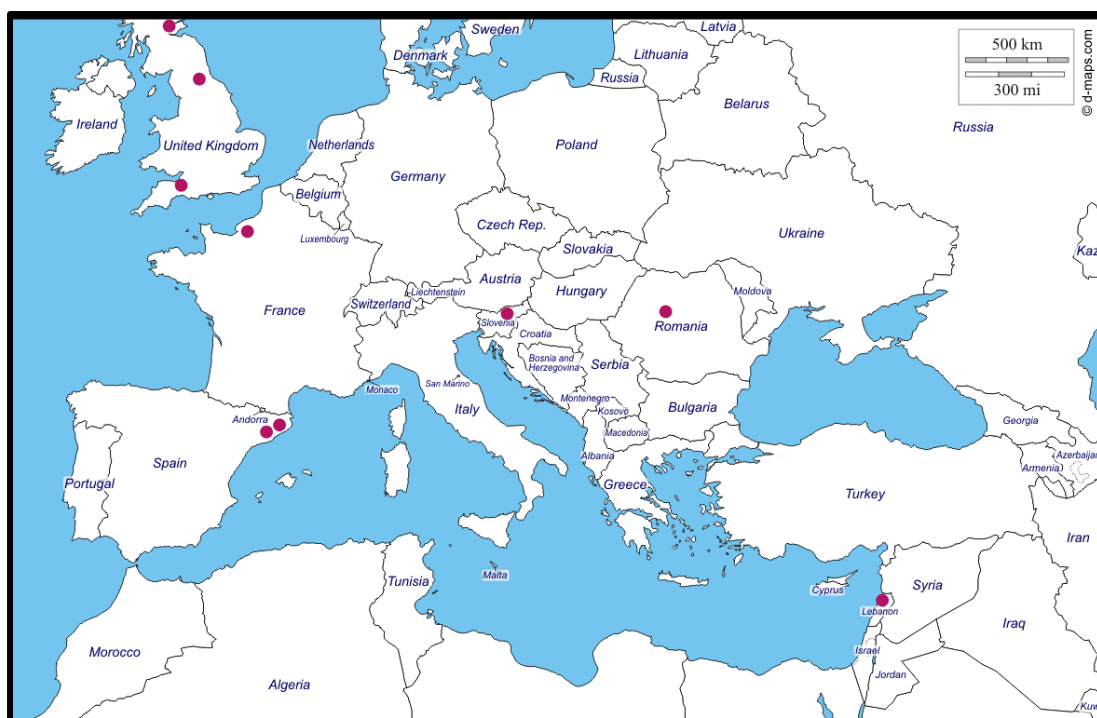 Sweden
Latvia
Denmark
Lithuania
500 km
Russia
300 mi
© d-maps.com
Belarus
Ireland
Russia
United Kingdom
Netherlands
Poland
Germany
Belgium
Czech Rep.
Luxembourg
Ukraine
Slovakia
Kaz
Austria
Liechtenstein
Hungary
Moldova
Switzerland
France
Slovenia
Romania
Croatia
Bosnia and
Herzegovina
Serbia
San Marino
Monaco
Montenegro
Italy
Kosovo
Bulgaria
Andorra
Georgia
Macedonia
Albania
Azerbaijan
Spain
Armenia
Portugal
Greece
Turkey
Iran
Malta
Tunisia
Cyprus
Syria
Lebanon
Iraq
Morocco
Israel
Jordan
Algeria
Kuw